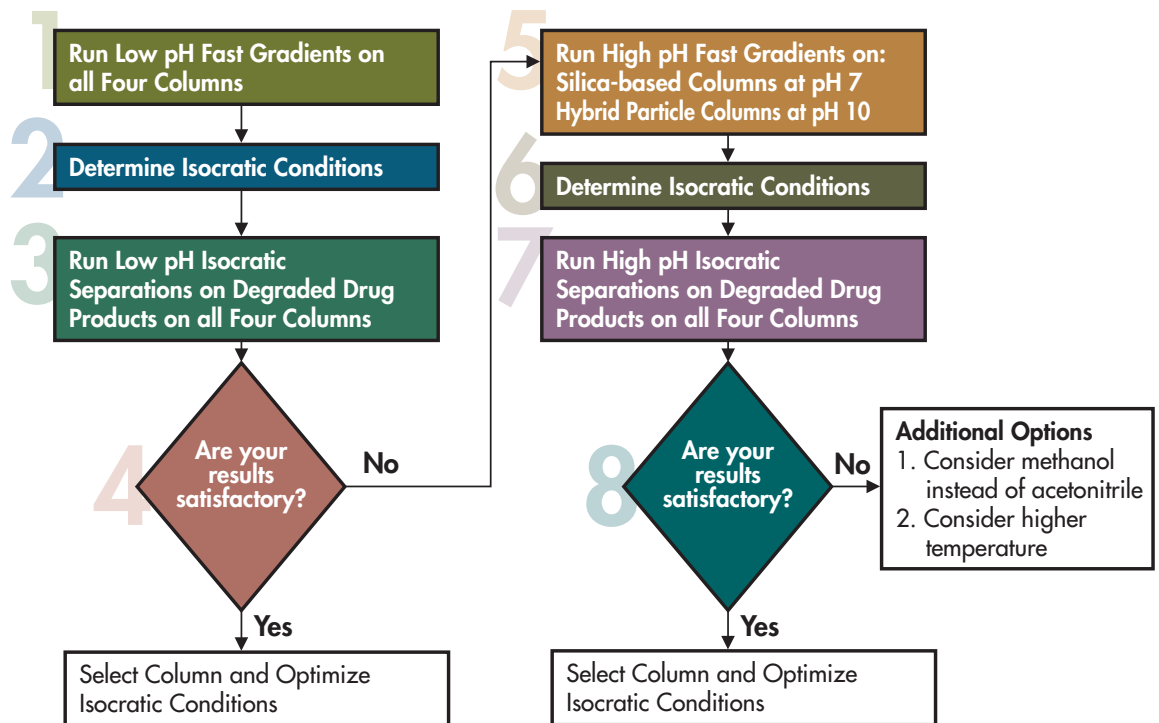 1
Run Low pH Fast Gradients on
all Four Columns
2
Determine Isocratic Conditions
3
Run Low pH Isocratic
Separations on Degraded Drug
Products on all Four Columns
4
Are your
results
satisfactory?
No
Yes
Select Column and Optimize
Isocratic Conditions
5
Run High pH Fast Gradients on:
Silica-based Columns at pH 7
Hybrid Particle Columns at pH 10
6
Determine Isocratic Conditions
7
Run High pH Isocratic
Separations on Degraded Drug
Products on all Four Columns
8
Are your
results
satisfactory?
No
Additional Options
1. Consider methanol
instead of acetonitrile
2. Consider higher
temperature
Yes
Select Column and Optimize
Isocratic Conditions